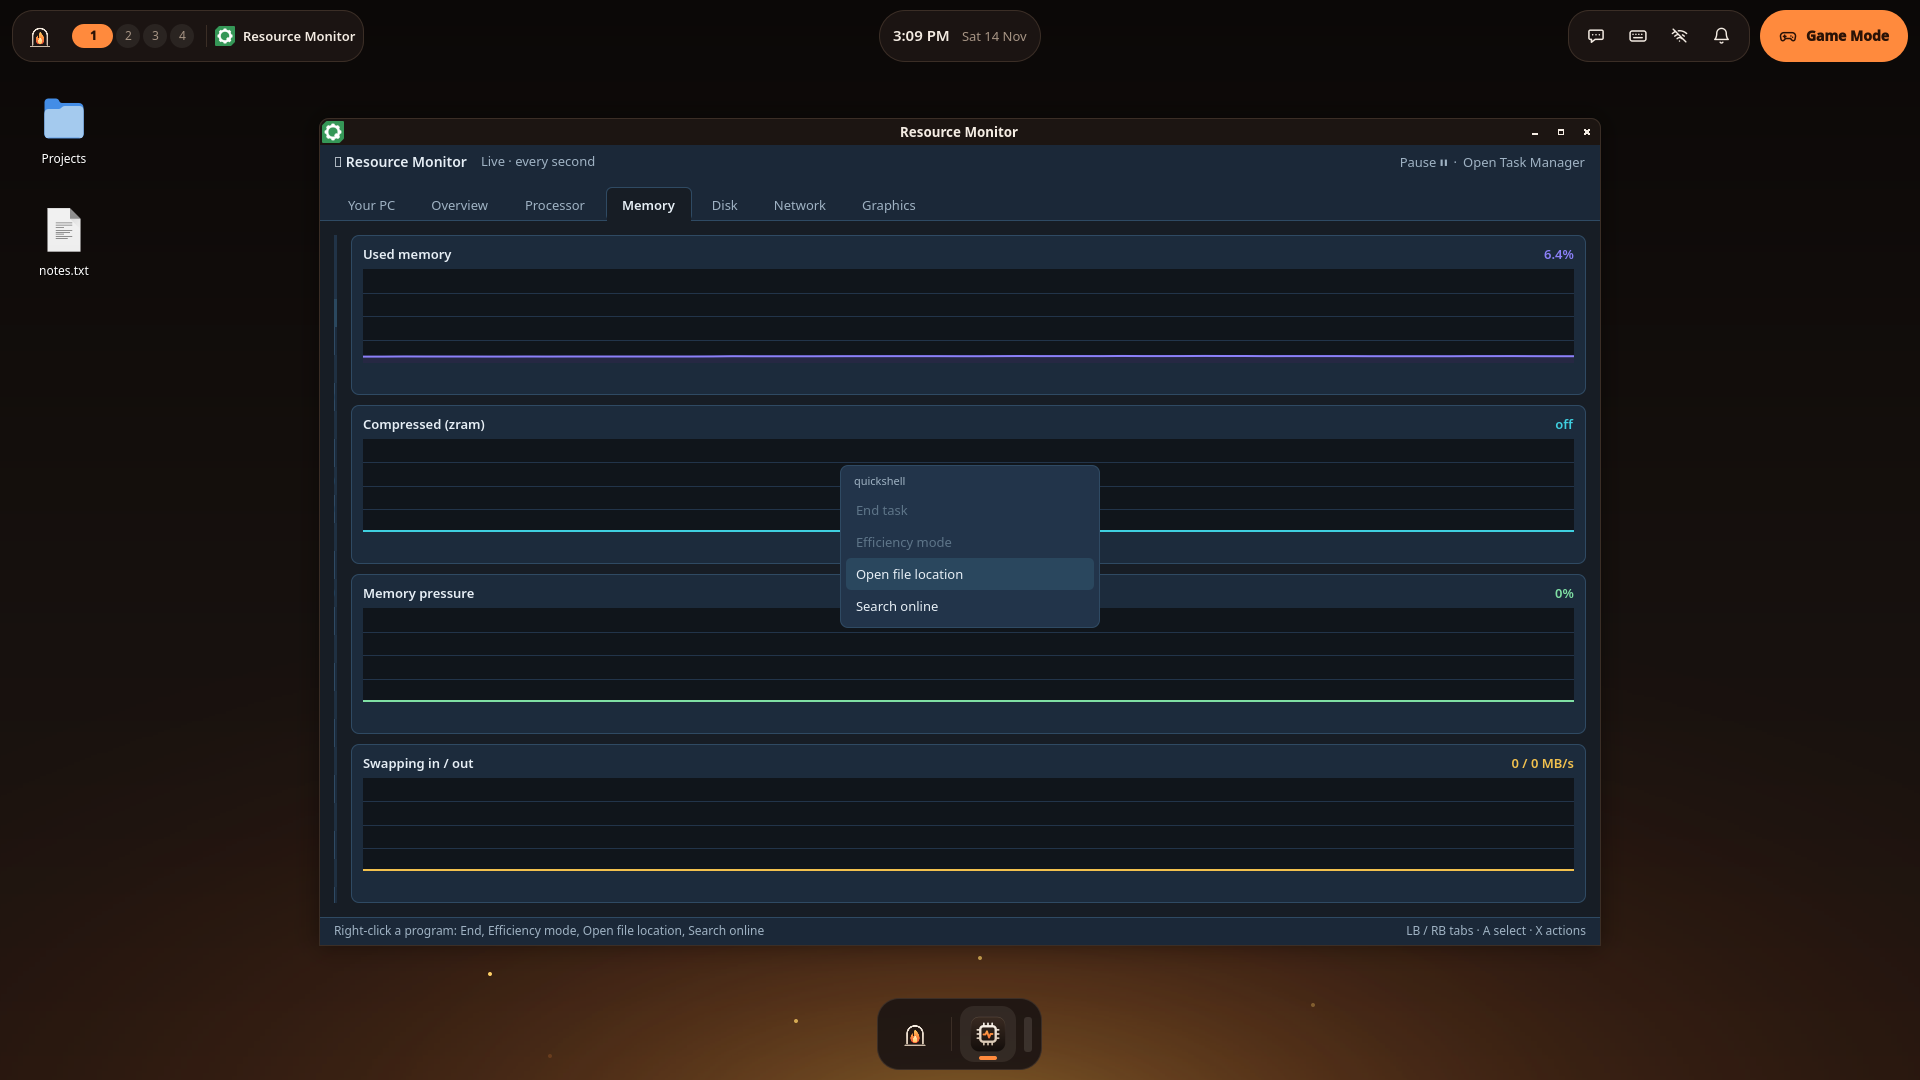 1 2 3 4 Resource Monitor
3:09 PM Sat 14 Nov
Game Mode
Projects
notes.txt
Resource Monitor
Resource Monitor Live · every second
Pause · Open Task Manager
Your PC Overview Processor Memory Disk Network Graphics
Used memory 6.4%
Compressed (zram) off
quickshell
End task
Efficiency mode
Open file location
Search online
Memory pressure 0%
Swapping in / out 0 / 0 MB/s
Right-click a program: End, Efficiency mode, Open file location, Search online
LB / RB tabs · A select · X actions